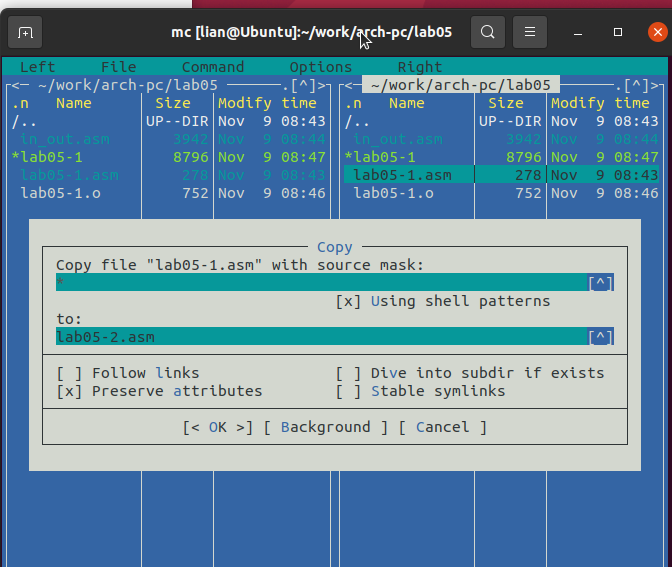 mc [lian@Ubuntu]:~/work/arch-pc/lab05
Left File Command Options Right
<─ ~/work/arch-pc/lab05 ─.[^]> <─ ~/work/arch-pc/lab05 ─.[^]>
.n Name Size Modify time .n Name Size Modify time
/.. UP--DIR Nov 9 08:43 /.. UP--DIR Nov 9 08:43
in_out.asm 3942 Nov 9 08:44 in_out.asm 3942 Nov 9 08:44
*lab05-1 8796 Nov 9 08:47 *lab05-1 8796 Nov 9 08:47
lab05-1.asm 278 Nov 9 08:43 lab05-1.asm 278 Nov 9 08:43
lab05-1.o 752 Nov 9 08:46 lab05-1.o 752 Nov 9 08:46
Copy
Copy file "lab05-1.asm" with source mask:
* [^]
[x] Using shell patterns
to:
lab05-2.asm [^]
[ ] Follow links [ ] Dive into subdir if exists
[x] Preserve attributes [ ] Stable symlinks
[< OK >] [ Background ] [ Cancel ]